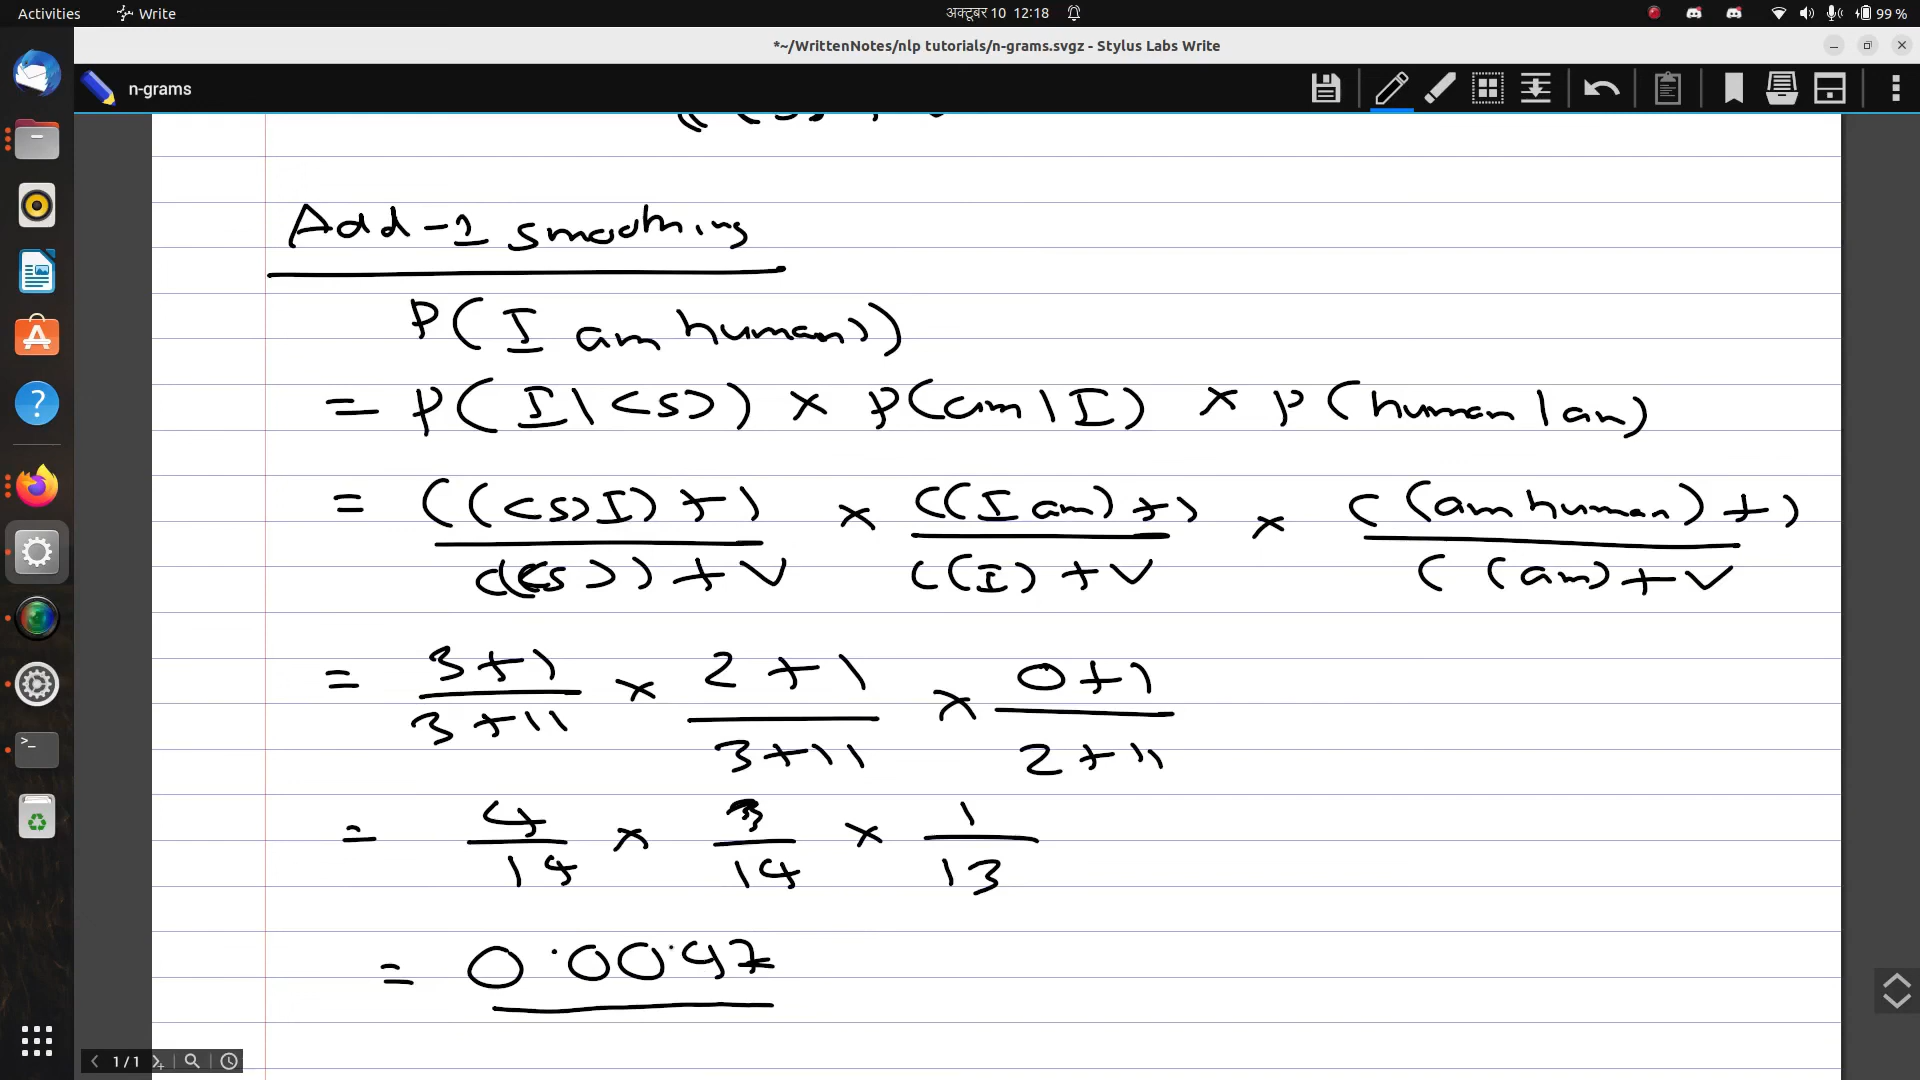 Activities Write अक्टूबर 10 12:18 99 %
*~/WrittenNotes/nlp tutorials/n-grams.svgz - Stylus Labs Write
n-grams
Add-1 smoothing
P(I am human)
= P(I|<S>) × P(am|I) × P(human|am)
= C(<S>I)+1 / C(<S>)+V × C(I am)+1 / C(I)+V × C(am human)+1 / C(am)+V
= 3+1 / 3+11 × 2+1 / 3+11 × 0+1 / 2+11
= 4/14 × 3/14 × 1/13
= 0.0047
1/1